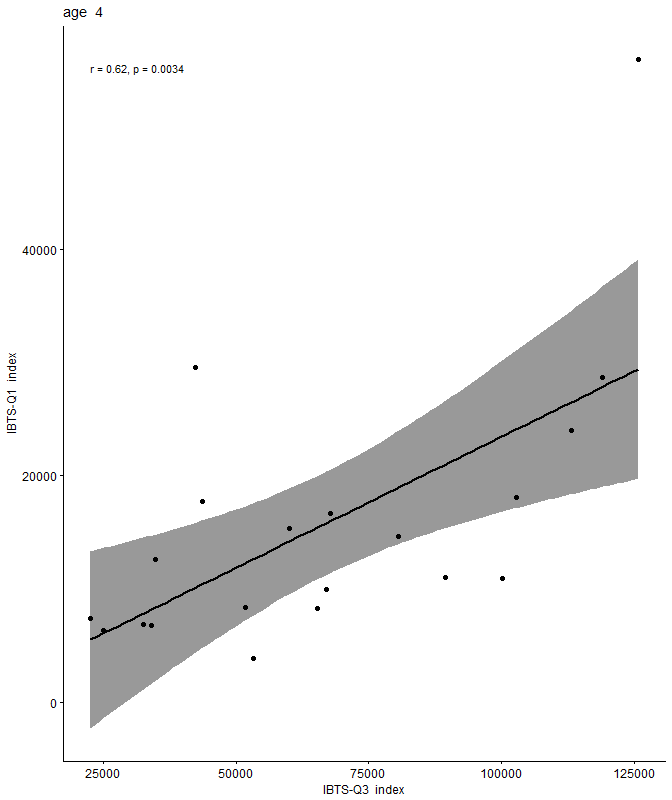 age 4
r = 0.62, p = 0.0034
40000
20000
0
IBTS-Q1 index
25000 50000 75000 100000 125000
IBTS-Q3 index